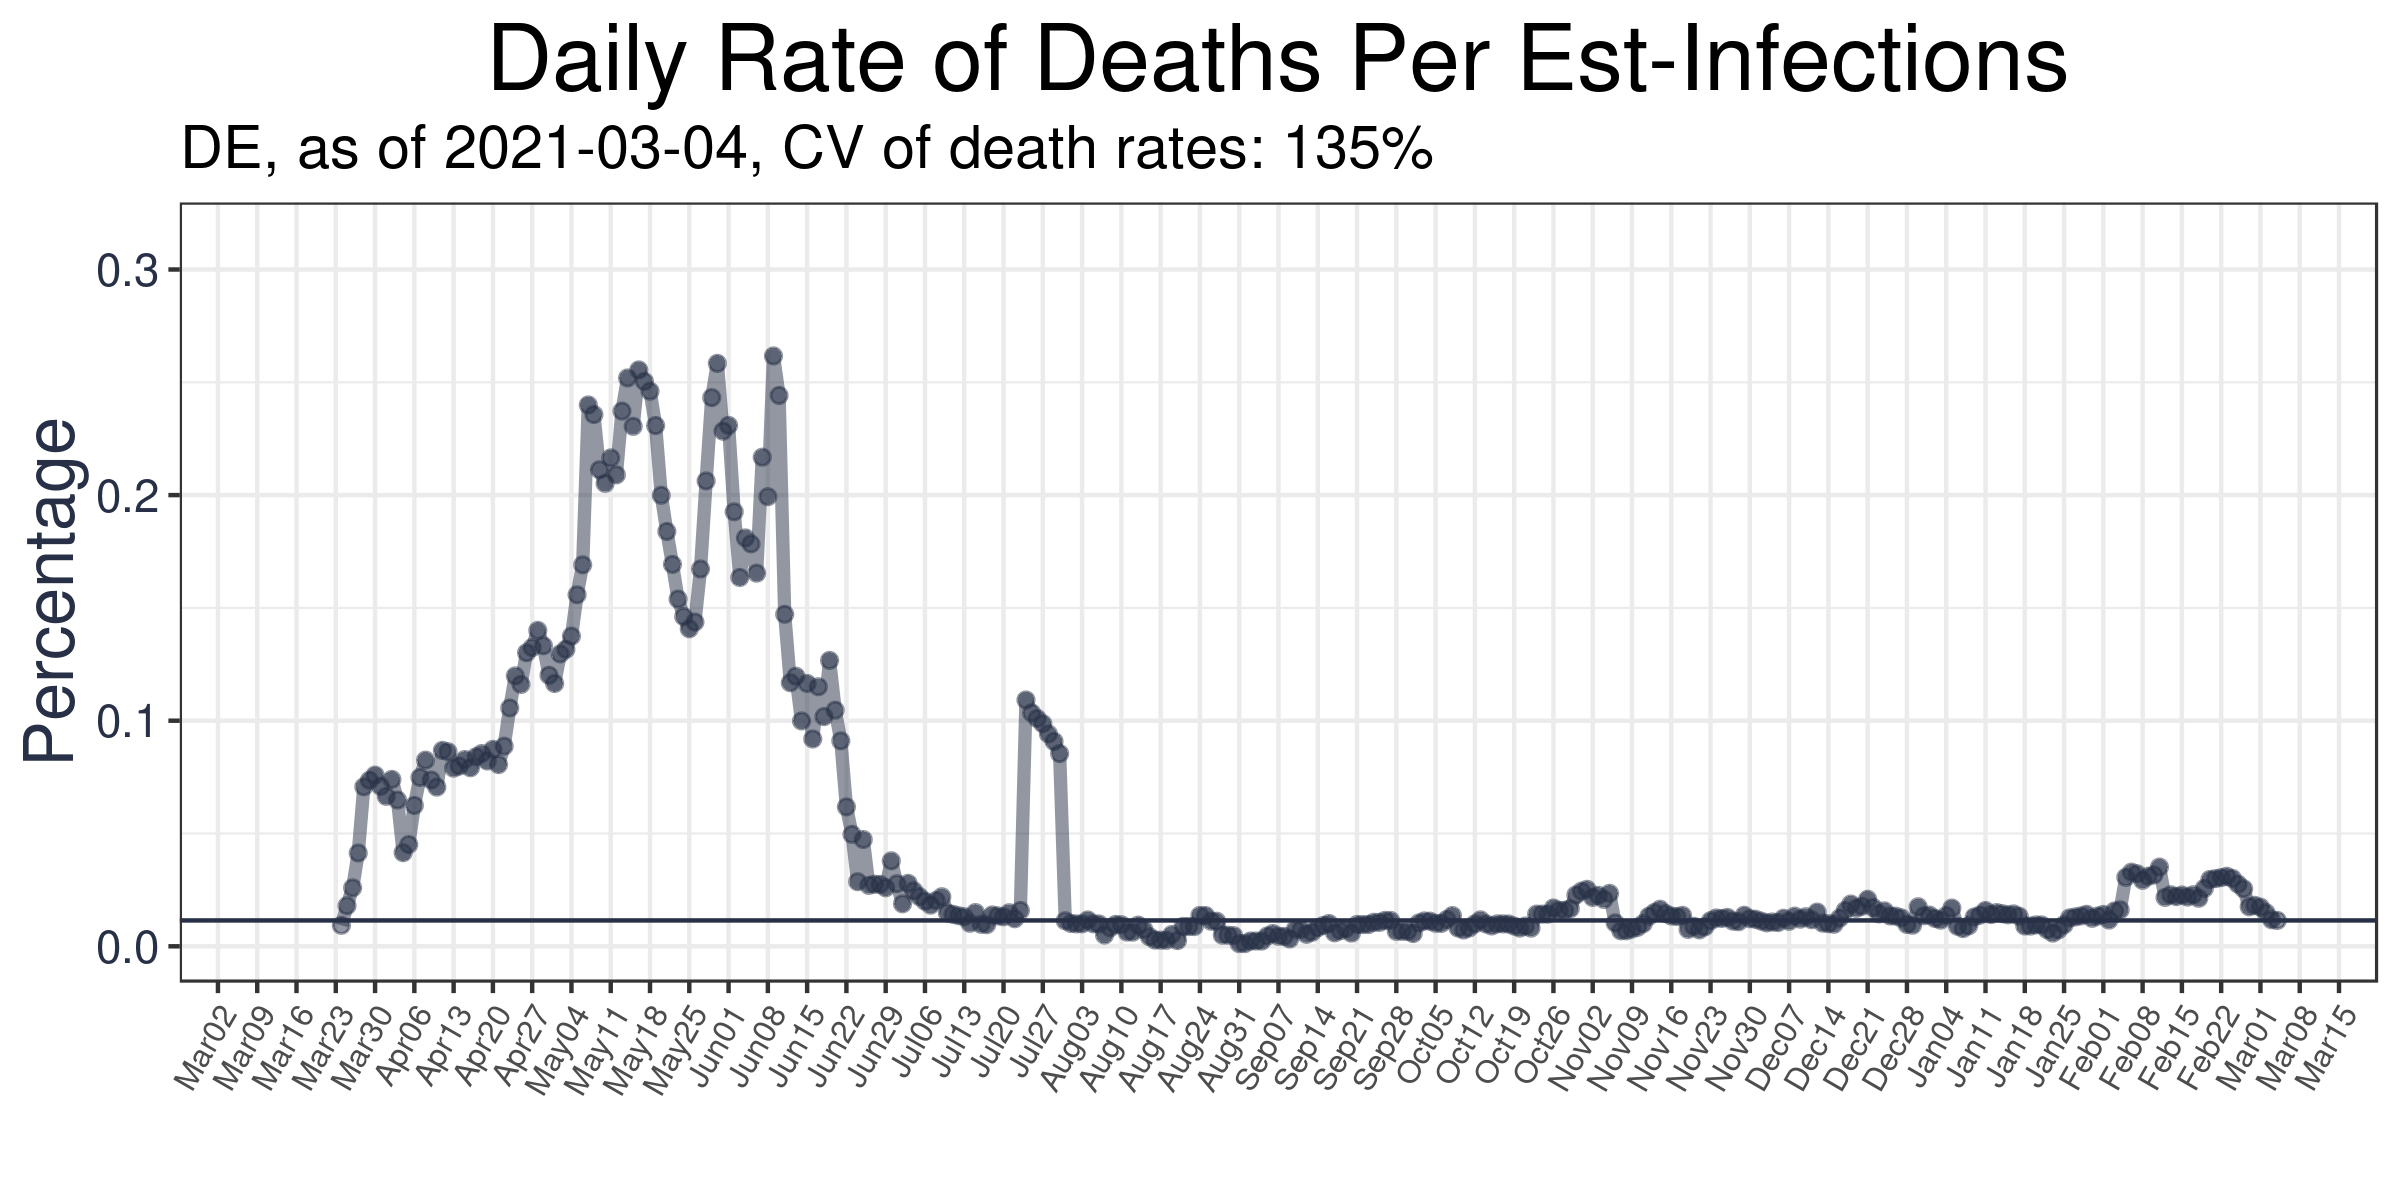 Daily Rate of Deaths Per Est-Infections
DE, as of 2021-03-04, CV of death rates: 135%
Percentage
0.3
0.2
0.1
0.0
Mar02
Mar09
Mar16
Mar23
Mar30
Apr06
Apr13
Apr20
Apr27
May04
May11
May18
May25
Jun01
Jun08
Jun15
Jun22
Jun29
Jul06
Jul13
Jul20
Jul27
Aug03
Aug10
Aug17
Aug24
Aug31
Sep07
Sep14
Sep21
Sep28
Oct05
Oct12
Oct19
Oct26
Nov02
Nov09
Nov16
Nov23
Nov30
Dec07
Dec14
Dec21
Dec28
Jan04
Jan11
Jan18
Jan25
Feb01
Feb08
Feb15
Feb22
Mar01
Mar08
Mar15